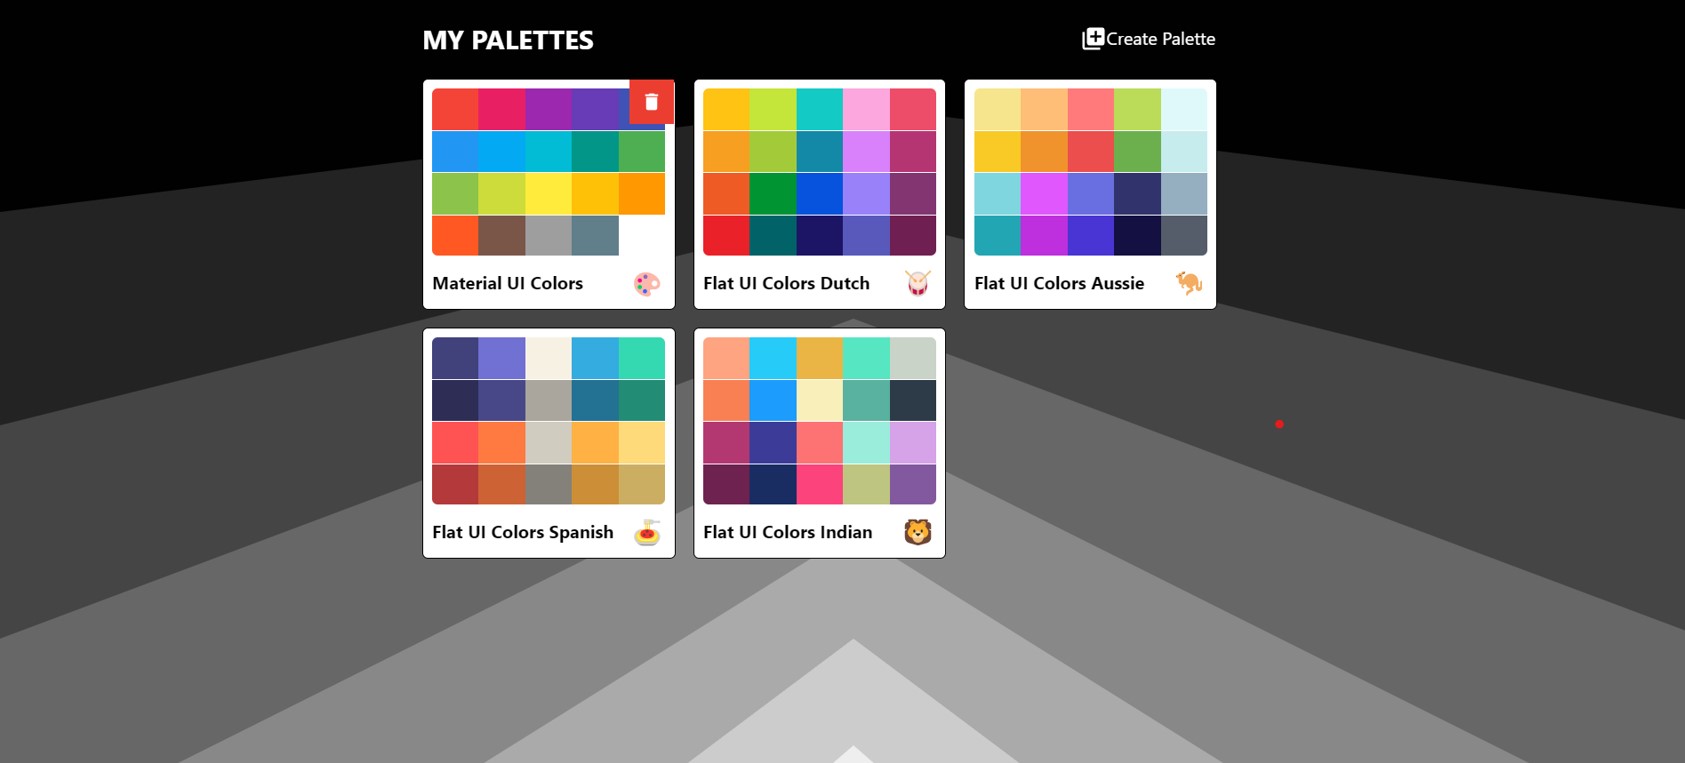 MY PALETTES
Create Palette
Material UI Colors
Flat UI Colors Dutch
Flat UI Colors Aussie
Flat UI Colors Spanish
Flat UI Colors Indian